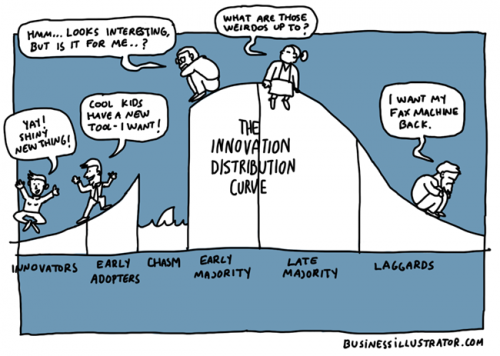 HMM... LOOKS INTERESTING,
BUT IS IT FOR ME..?
WHAT ARE THOSE
WEIRDOS UP TO?
YAY!
SHINY
NEW THING!
COOL KIDS
HAVE A NEW
TOOL - I WANT!
I WANT MY
FAX MACHINE
BACK.
THE
INNOVATION
DISTRIBUTION
CURVE
INNOVATORS
EARLY
ADOPTERS
CHASM
EARLY
MAJORITY
LATE
MAJORITY
LAGGARDS
BUSINESSILLUSTRATOR.COM